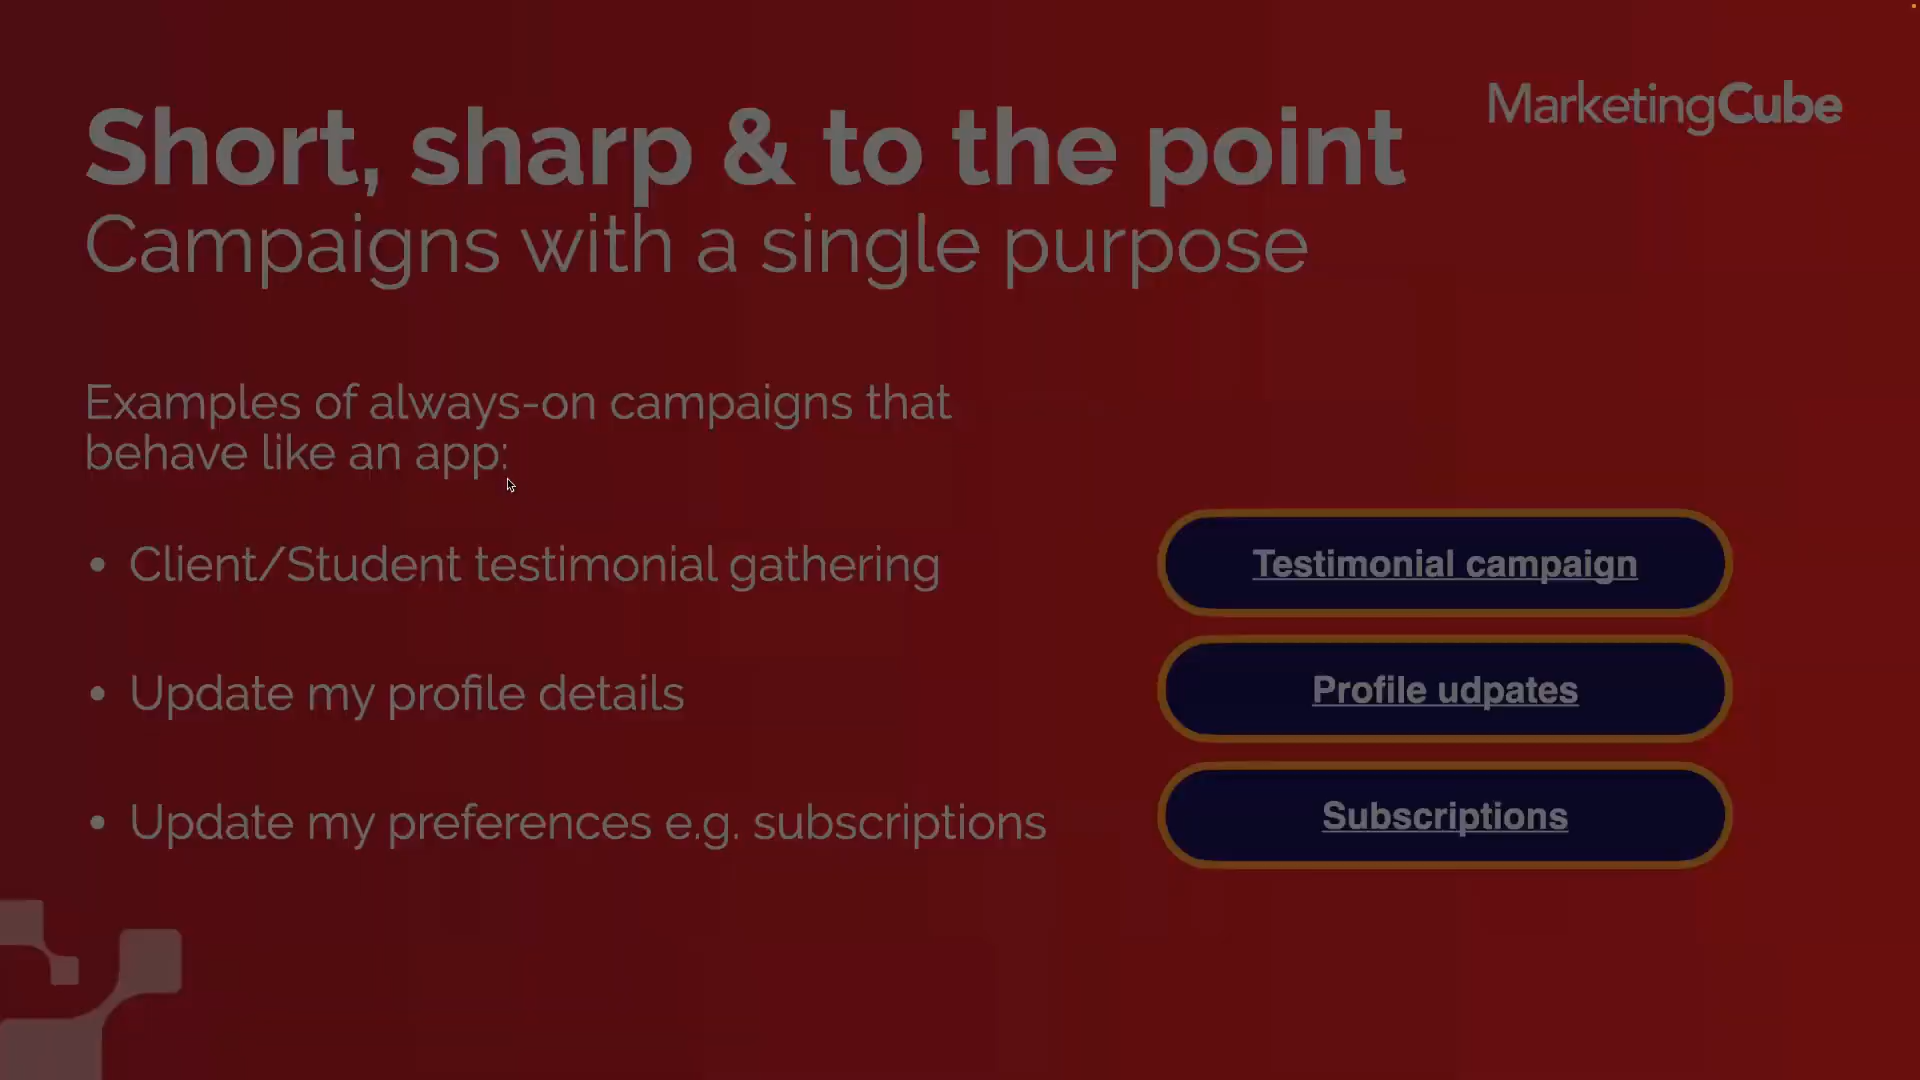 MarketingCube
Short, sharp & to the point
Campaigns with a single purpose
Examples of always-on campaigns that
behave like an app:
• Client/Student testimonial gathering
Testimonial campaign
• Update my profile details
Profile udpates
• Update my preferences e.g. subscriptions
Subscriptions